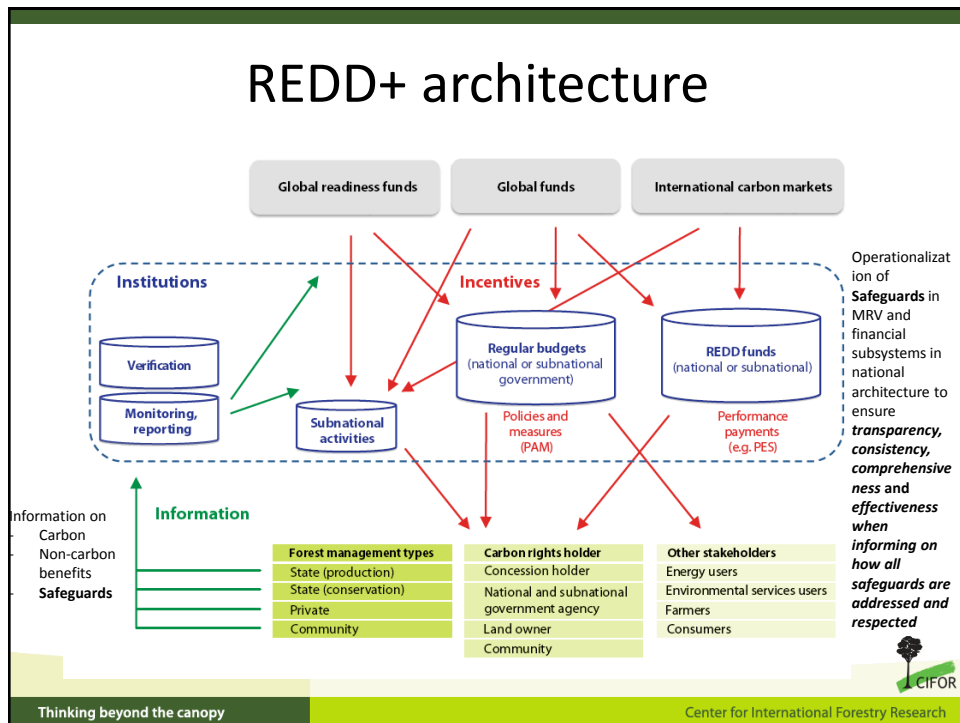 REDD+ architecture
Global readiness funds
Global funds
International carbon markets
Institutions
Incentives
Verification
Monitoring,
reporting
Subnational
activities
Regular budgets
(national or subnational
government)
Policies and
measures
(PAM)
REDD funds
(national or subnational)
Performance
payments
(e.g. PES)
Operationalizat
ion of
Safeguards in
MRV and
financial
subsystems in
national
architecture to
ensure
transparency,
consistency,
comprehensive
ness and
effectiveness
when
informing on
how all
safeguards are
addressed and
respected
Information
Information on
- Carbon
- Non-carbon
benefits
- Safeguards
Forest management types
State (production)
State (conservation)
Private
Community
Carbon rights holder
Concession holder
National and subnational
government agency
Land owner
Community
Other stakeholders
Energy users
Environmental services users
Farmers
Consumers
CIFOR
Thinking beyond the canopy
Center for International Forestry Research